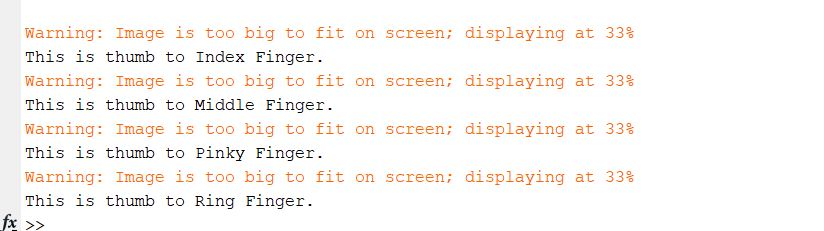 Warning: Image is too big to fit on screen; displaying at 33%
This is thumb to Index Finger.
Warning: Image is too big to fit on screen; displaying at 33%
This is thumb to Middle Finger.
Warning: Image is too big to fit on screen; displaying at 33%
This is thumb to Pinky Finger.
Warning: Image is too big to fit on screen; displaying at 33%
This is thumb to Ring Finger.
fx >>